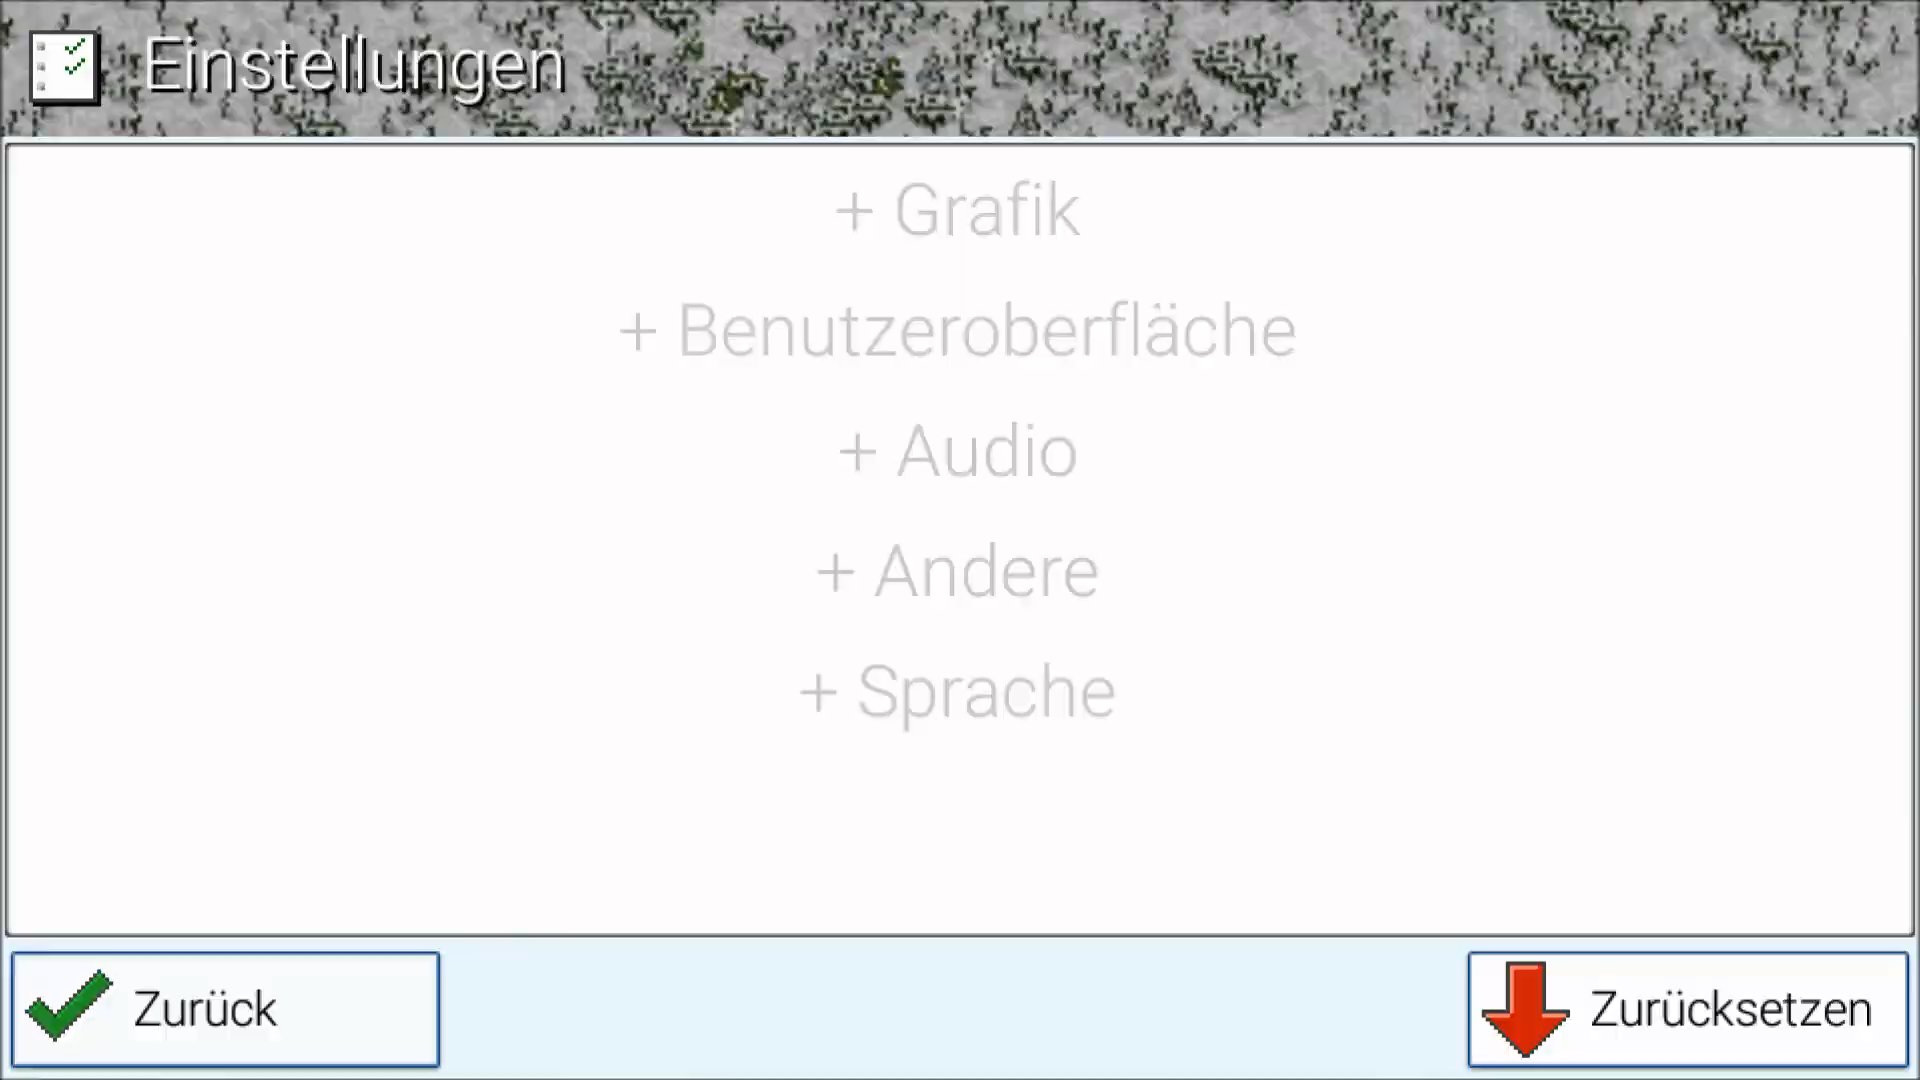 Einstellungen
+ Grafik
+ Benutzeroberfläche
+ Audio
+ Andere
+ Sprache
Zurück
Zurücksetzen